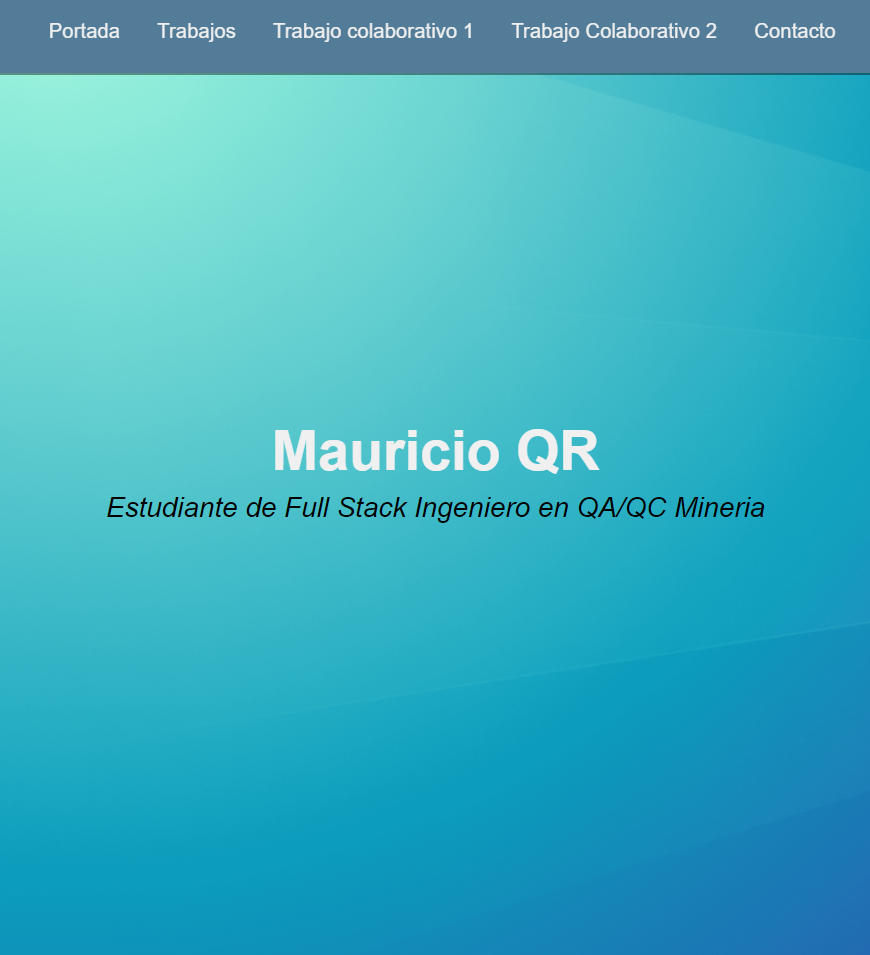 Portada Trabajos Trabajo colaborativo 1 Trabajo Colaborativo 2 Contacto
Mauricio QR
Estudiante de Full Stack Ingeniero en QA/QC Mineria